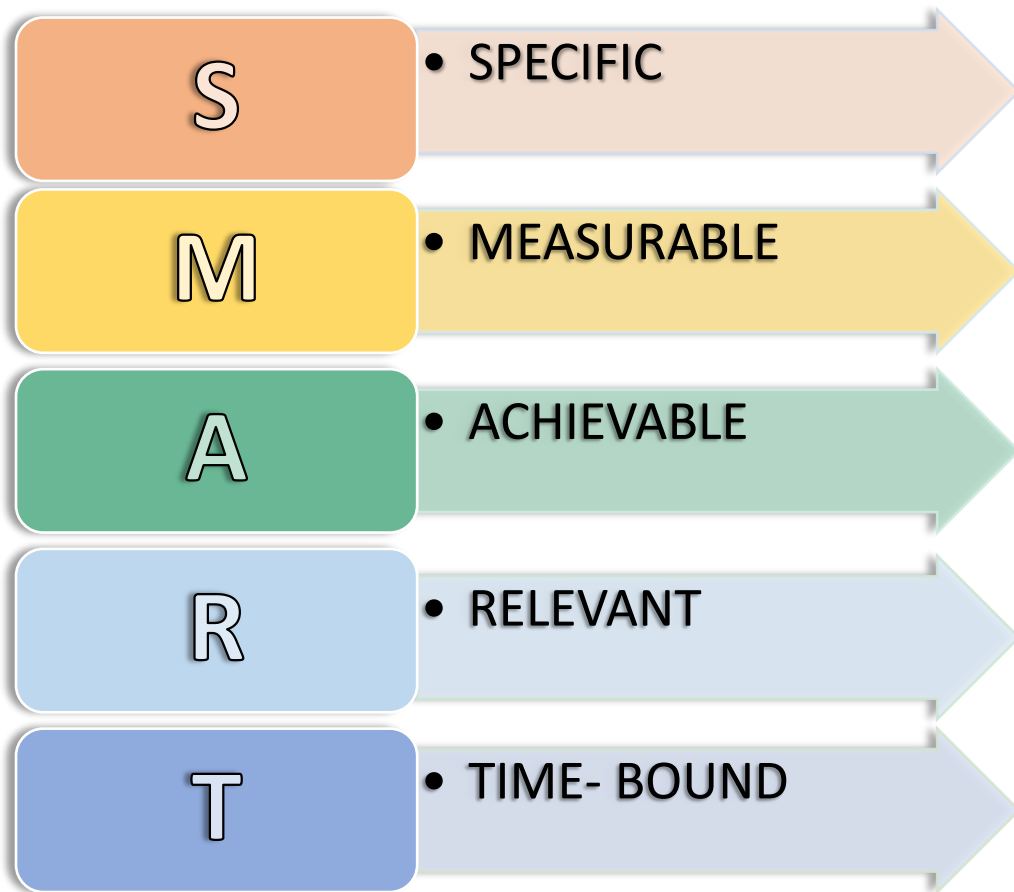 S
• SPECIFIC
M
• MEASURABLE
A
• ACHIEVABLE
R
• RELEVANT
T
• TIME- BOUND